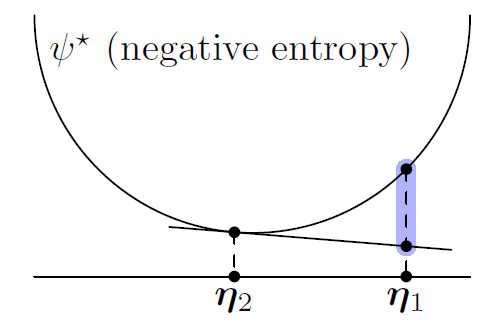 ψ⋆ (negative entropy)
η₂ η₁